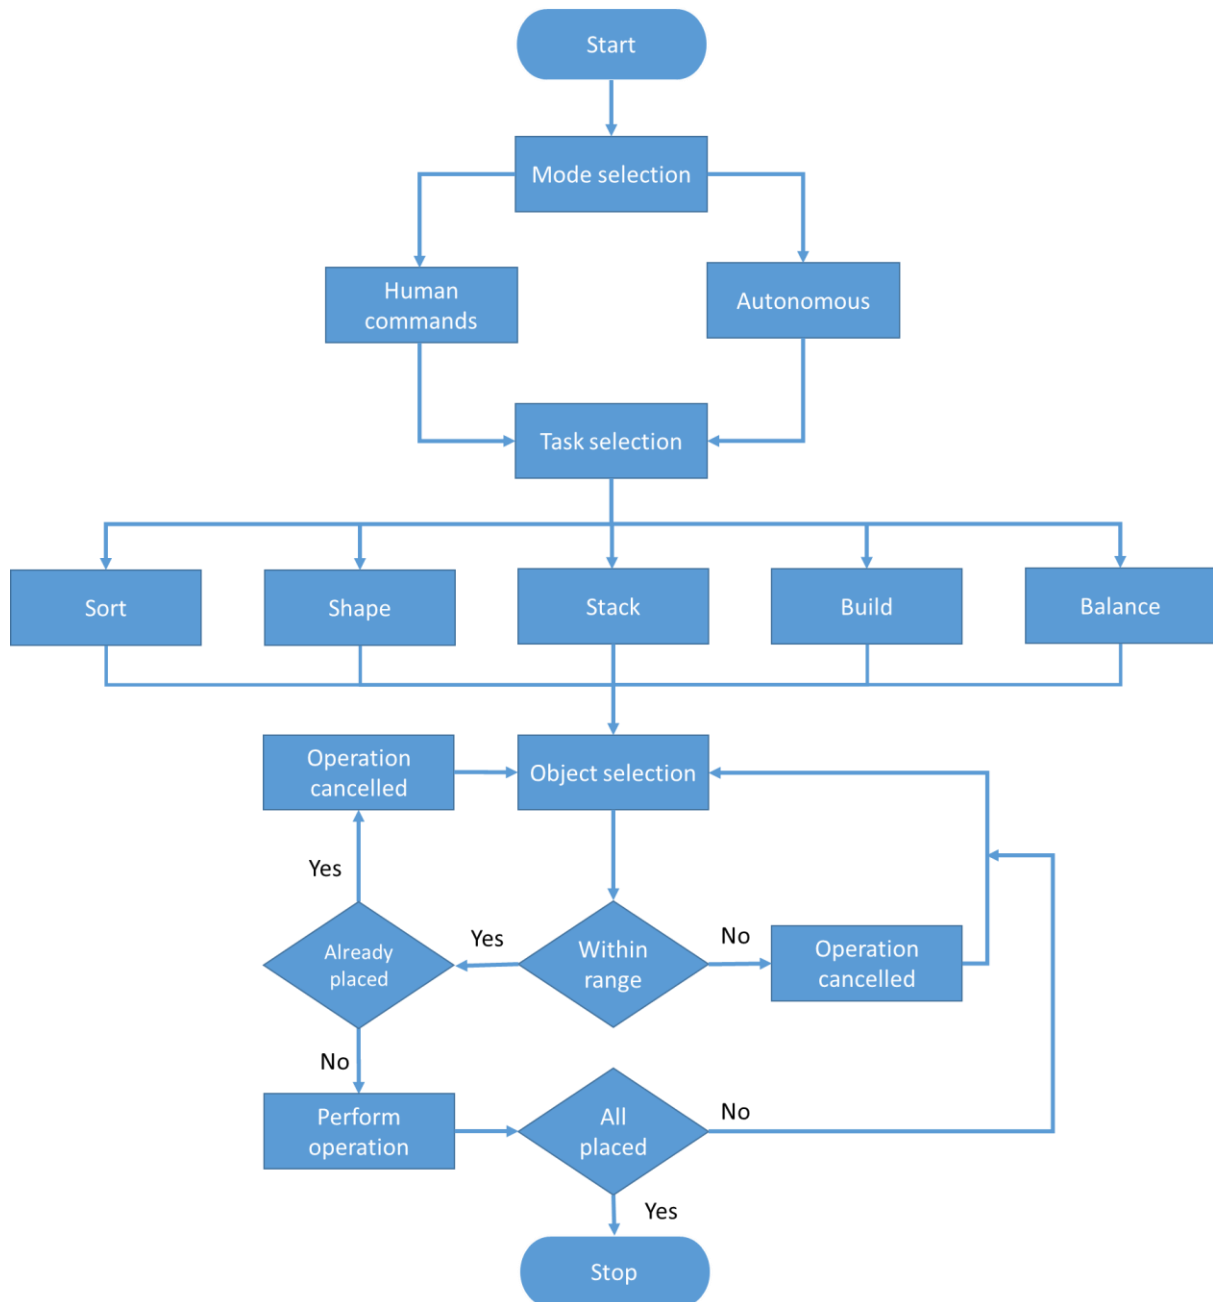 Start
Mode selection
Human
commands
Autonomous
Task selection
Sort
Shape
Stack
Build
Balance
Operation
cancelled
Object selection
Yes
Already
placed
Yes
Within
range
No
Operation
cancelled
No
Perform
operation
All
placed
No
Yes
Stop